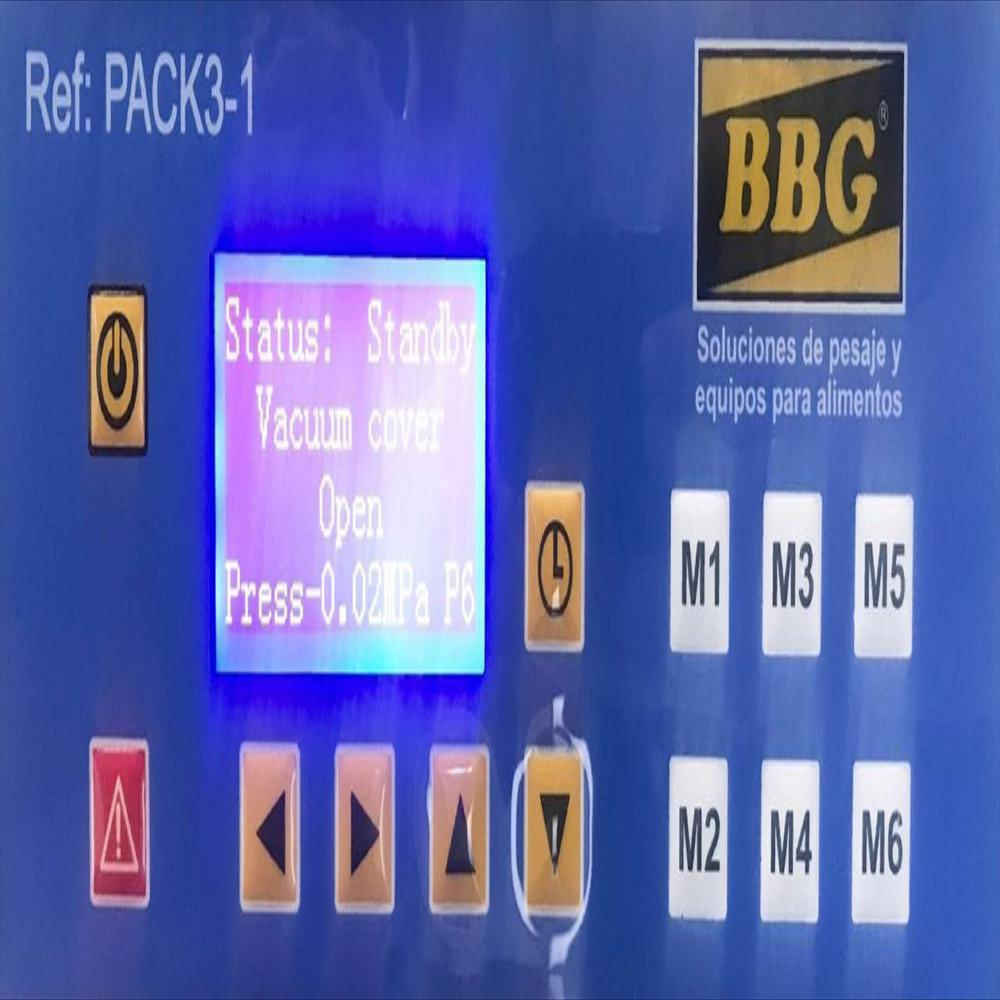 Ref: PACK3-1
BBG®
Soluciones de pesaje y
equipos para alimentos
Status: Standby
Vacuum cover
Open
Press-0.02MPa P6
M1 M3 M5
M2 M4 M6